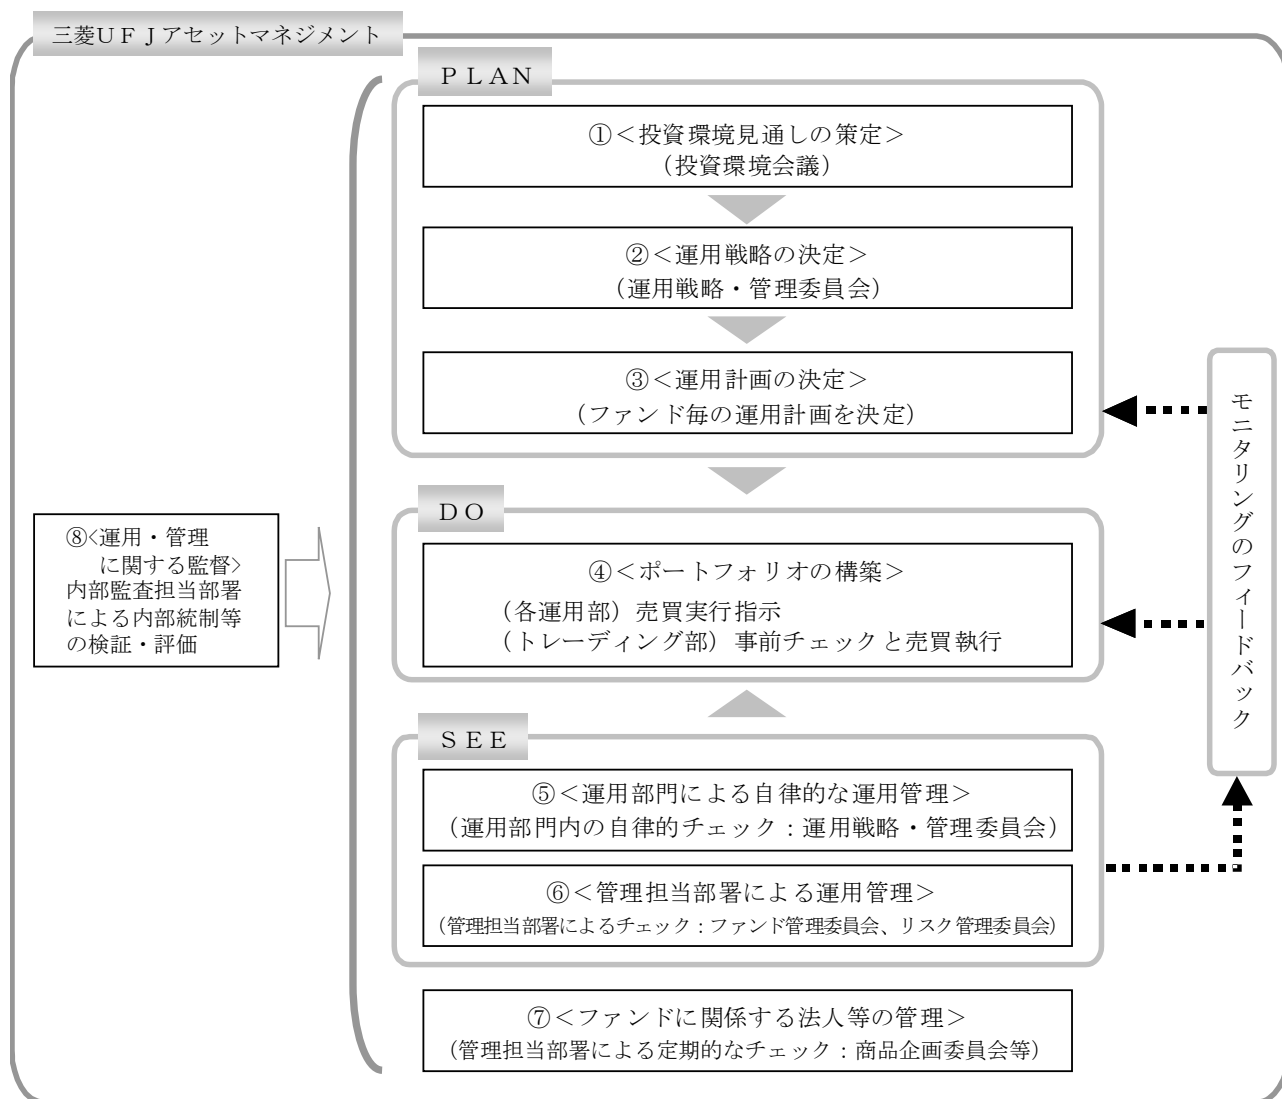 三菱UFJアセットマネジメント
PLAN
①<投資環境見通しの策定>
(投資環境会議)
②<運用戦略の決定>
(運用戦略・管理委員会)
③<運用計画の決定>
(ファンド毎の運用計画を決定)
DO
④<ポートフォリオの構築>
(各運用部)売買実行指示
(トレーディング部)事前チェックと売買執行
SEE
⑤<運用部門による自律的な運用管理>
(運用部門内の自律的チェック:運用戦略・管理委員会)
⑥<管理担当部署による運用管理>
(管理担当部署によるチェック:ファンド管理委員会、リスク管理委員会)
⑦<ファンドに関係する法人等の管理>
(管理担当部署による定期的なチェック:商品企画委員会等)
⑧<運用・管理
に関する監督>
内部監査担当部署
による内部統制等
の検証・評価
モニタリングのフィードバック